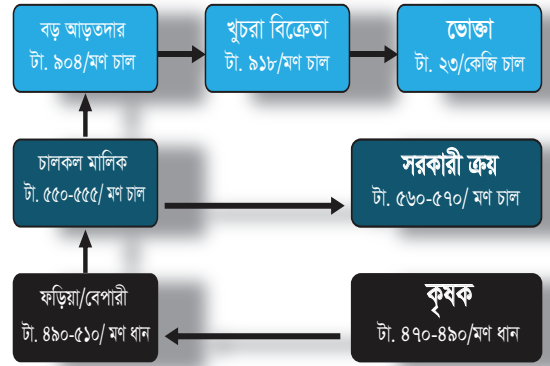 বড় আড়তদার
টা. ৯০৪/মণ চাল
খুচরা বিক্রেতা
টা. ৯১৮/মণ চাল
ভোক্তা
টা. ২৩/কেজি চাল
চালকল মালিক
টা. ৫৫০-৫৫৫/ মণ চাল
সরকারী ক্রয়
টা. ৫৬০-৫৭০/ মণ চাল
ফড়িয়া/বেপারী
টা. ৪৯০-৫১০/ মণ ধান
কৃষক
টা. ৪৭০-৪৯০/মণ ধান